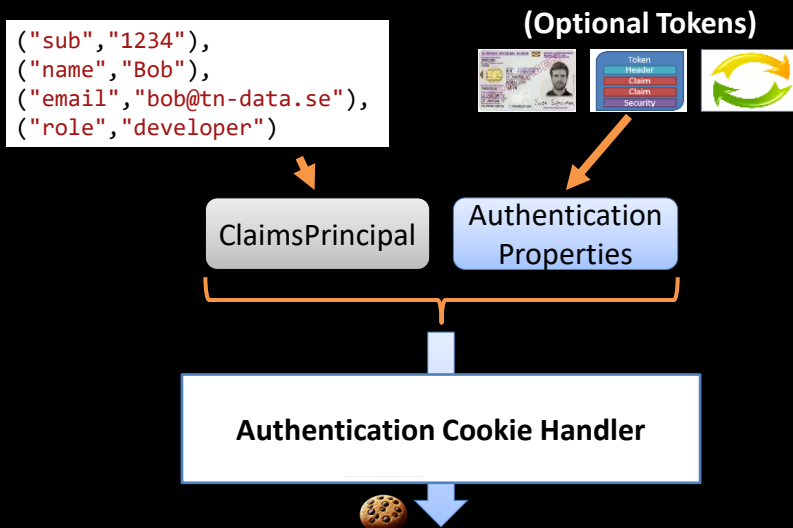 (Optional Tokens)
("sub","1234"),
("name","Bob"),
("email","bob@tn-data.se"),
("role","developer")
Token
Header
Claim
Claim
Security
ClaimsPrincipal
Authentication
Properties
Authentication Cookie Handler